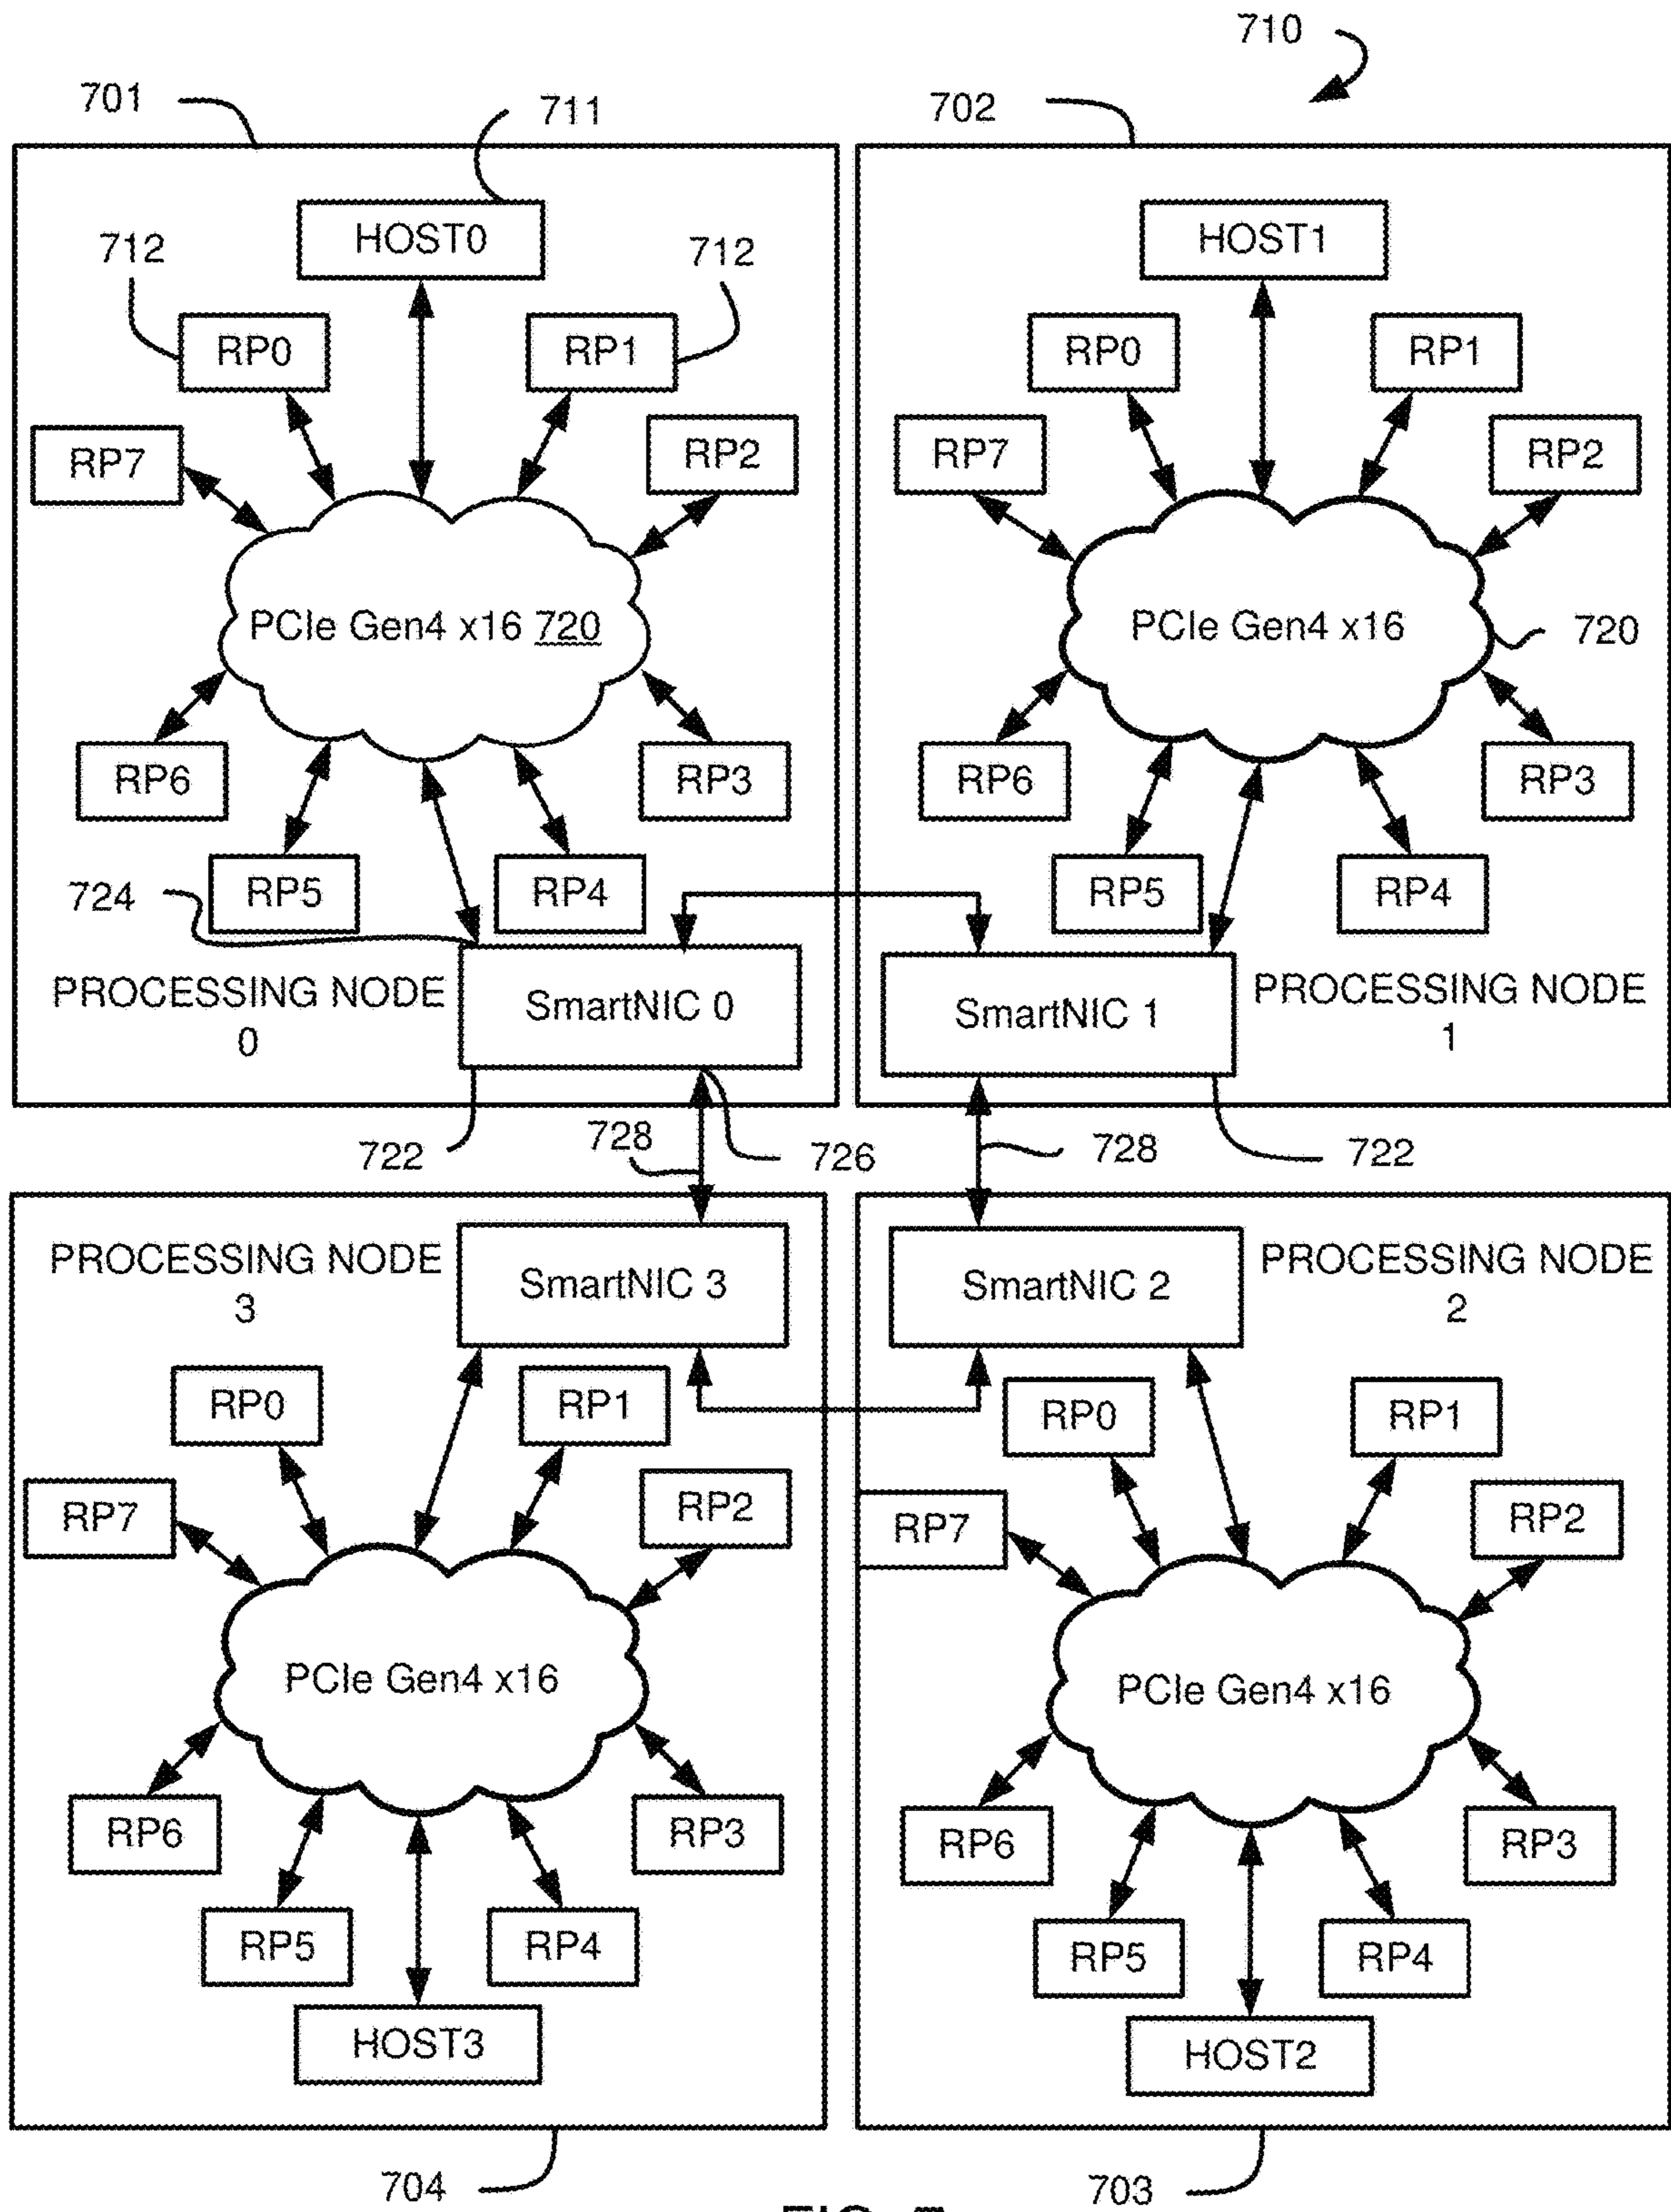 710
701
711
702
HOST0
HOST1
712
712
RP0
RP1
RP0
RP1
RP7
RP2
RP7
RP2
PCIe Gen4 x16 720
PCIe Gen4 x16
720
RP6
RP3
RP6
RP3
RP5
RP4
RP5
RP4
724
PROCESSING NODE
0
SmartNIC 0
SmartNIC 1
PROCESSING NODE
1
722
728
726
728
722
PROCESSING NODE
3
SmartNIC 3
SmartNIC 2
PROCESSING NODE
2
RP0
RP1
RP0
RP1
RP7
RP2
RP7
RP2
PCIe Gen4 x16
PCIe Gen4 x16
RP6
RP3
RP6
RP3
RP5
RP4
RP5
RP4
HOST3
HOST2
704
703